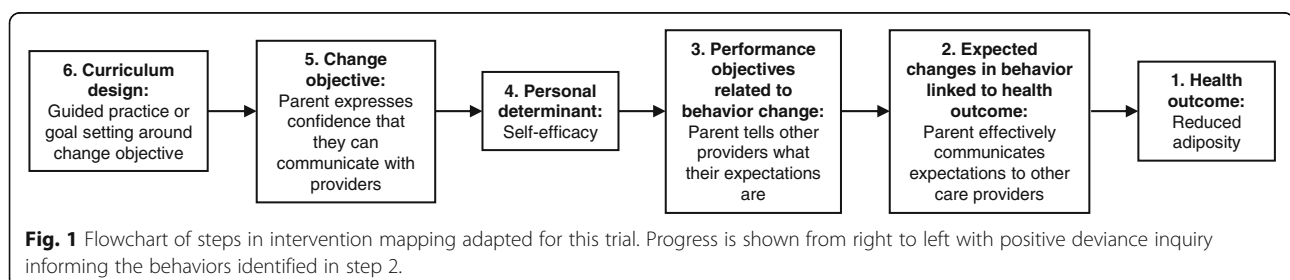 6. Curriculum
design:
Guided practice or
goal setting around
change objective
5. Change
objective:
Parent expresses
confidence that
they can
communicate with
providers
4. Personal
determinant:
Self-efficacy
3. Performance
objectives
related to
behavior change:
Parent tells other
providers what
their expectations
are
2. Expected
changes in behavior
linked to health
outcome:
Parent effectively
communicates
expectations to other
care providers
1. Health
outcome:
Reduced
adiposity
Fig. 1 Flowchart of steps in intervention mapping adapted for this trial. Progress is shown from right to left with positive deviance inquiry
informing the behaviors identified in step 2.